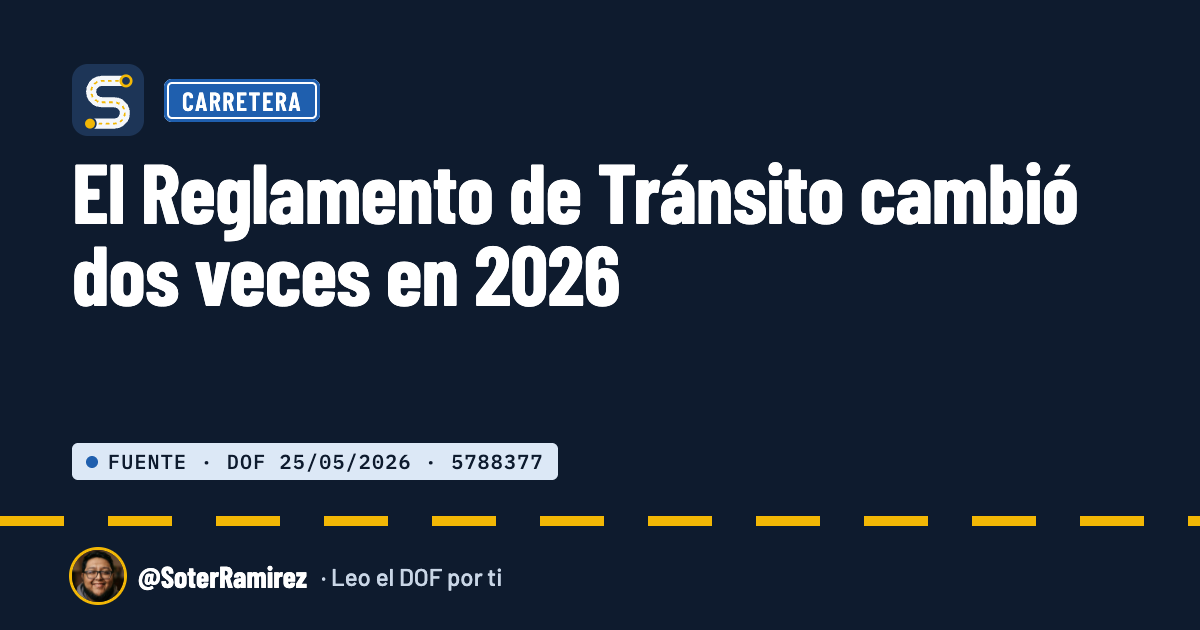 S
CARRETERA
El Reglamento de Tránsito cambió
dos veces en 2026
FUENTE · DOF 25/05/2026 · 5788377
@SoterRamirez · Leo el DOF por ti